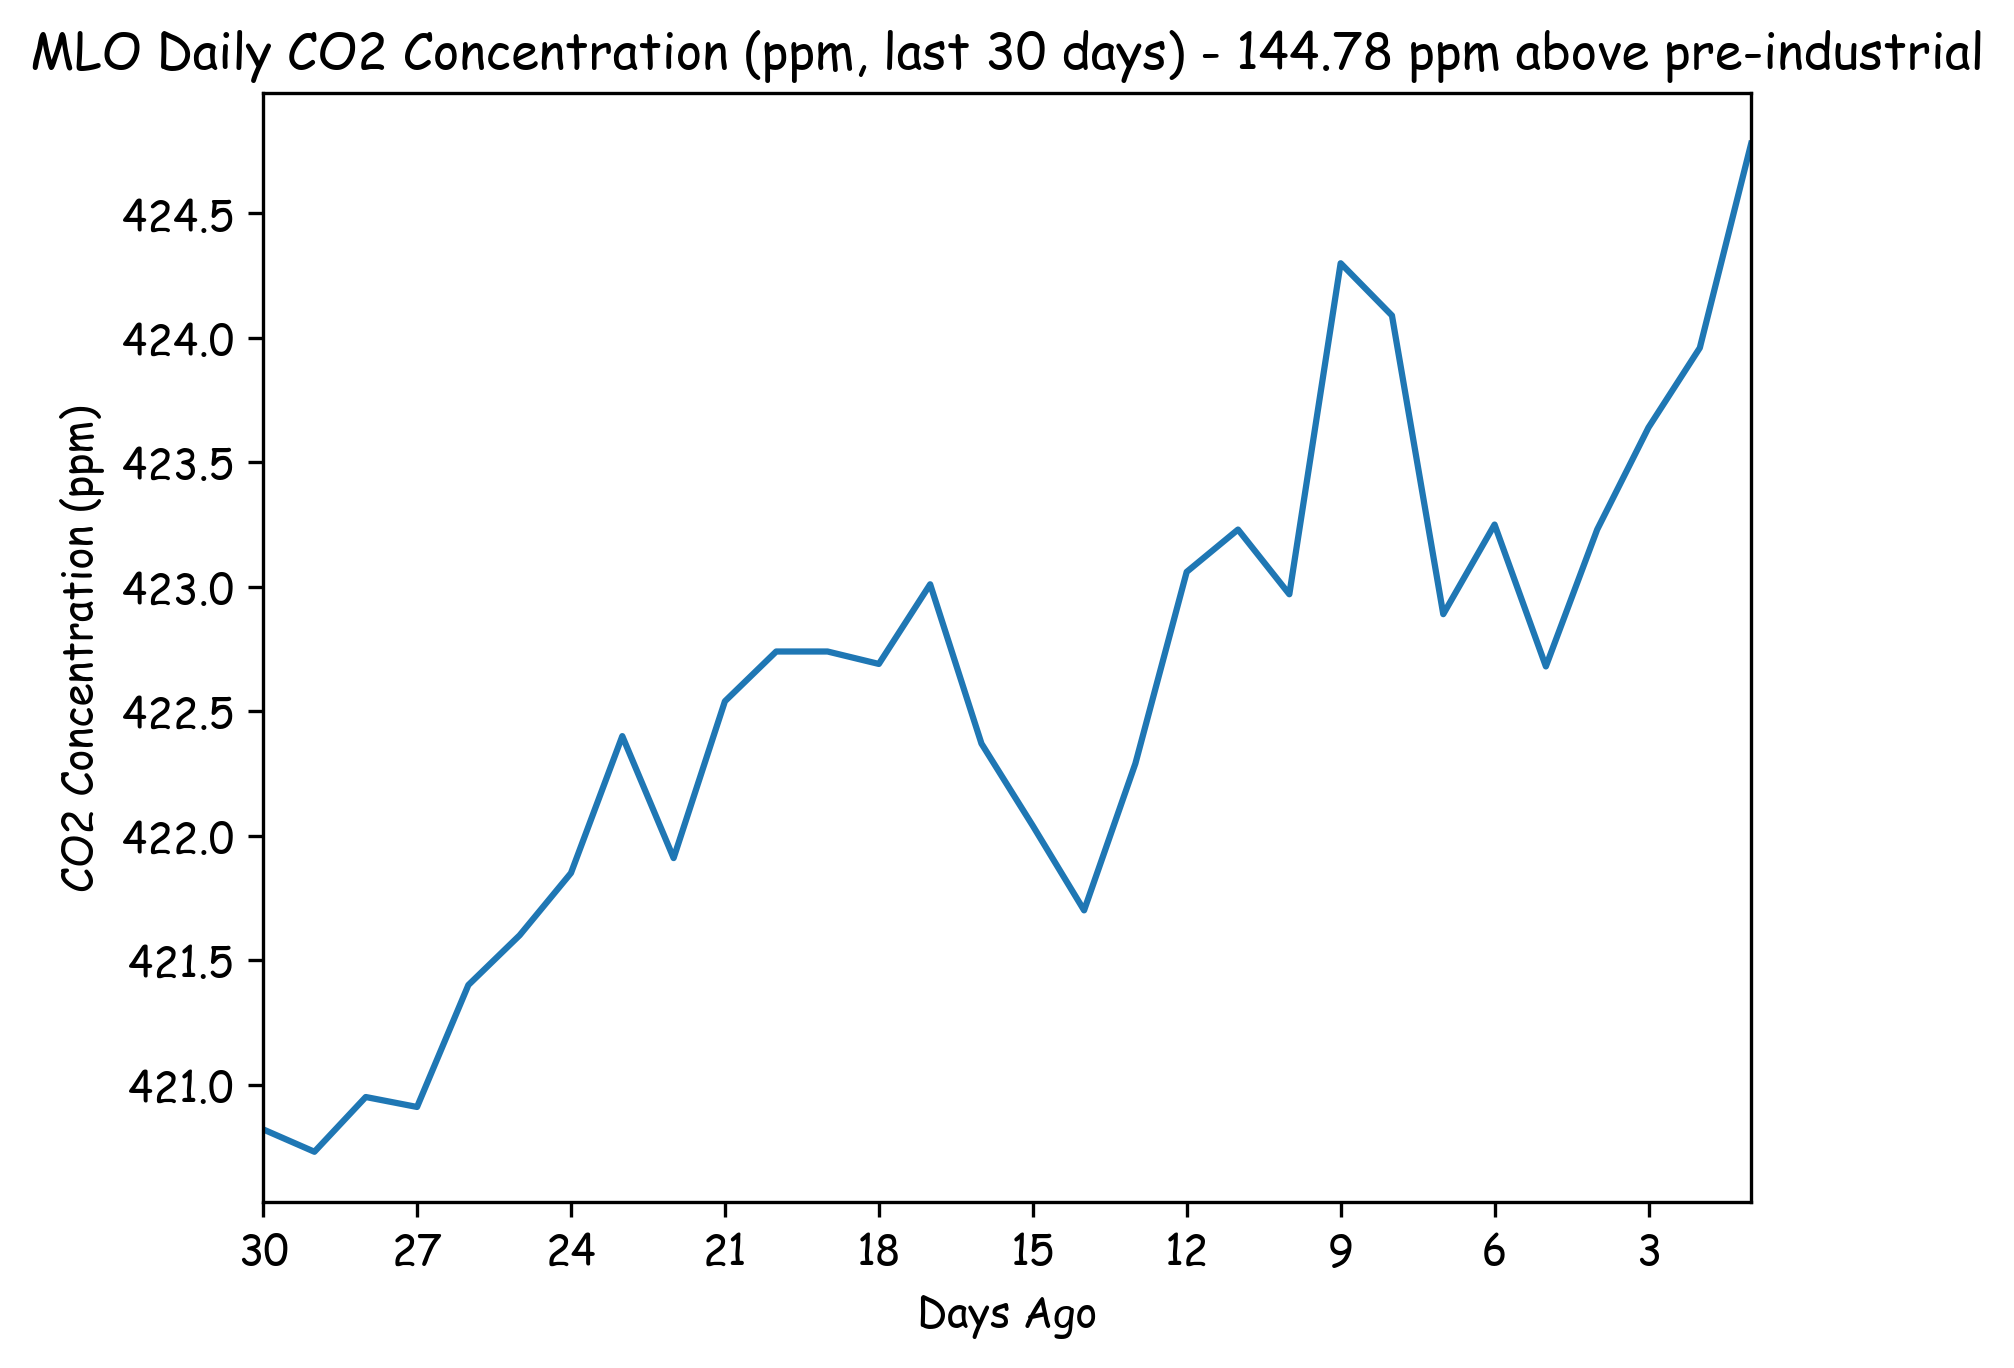 MLO Daily CO2 Concentration (ppm, last 30 days) - 144.78 ppm above pre-industrial
CO2 Concentration (ppm)
424.5
424.0
423.5
423.0
422.5
422.0
421.5
421.0
30 27 24 21 18 15 12 9 6 3
Days Ago